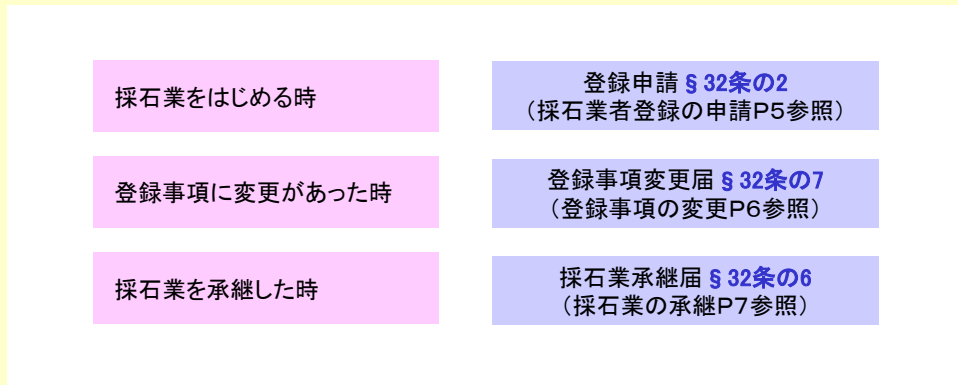 採石業をはじめる時
登録申請§32条の2
（採石業者登録の申請P5参照）
登録事項に変更があった時
登録事項変更届§32条の7
（登録事項の変更P6参照）
採石業を承継した時
採石業承継届§32条の6
（採石業の承継P7参照）